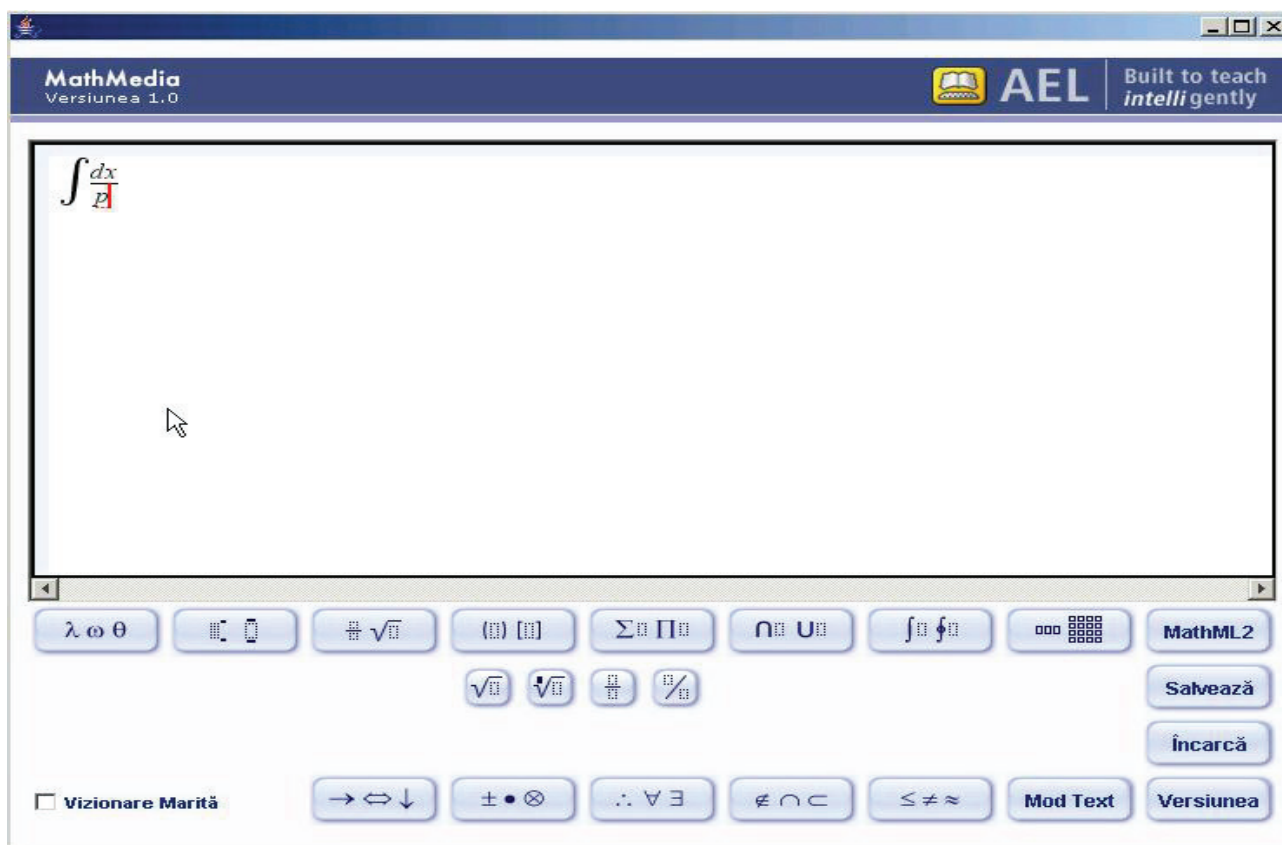 MathMedia
Versiunea 1.0
AEL
Built to teach
intelligently
∫ dx/p
λ ω θ
√
( ) [ ]
Σ Π
∩ ∪
∫ ∮
MathML2
√ √
Salvează
Încarcă
Vizionare Marită
→ ⇔ ↓
± • ⊗
∴ ∀ ∃
∉ ∩ ⊂
≤ ≠ ≈
Mod Text
Versiunea